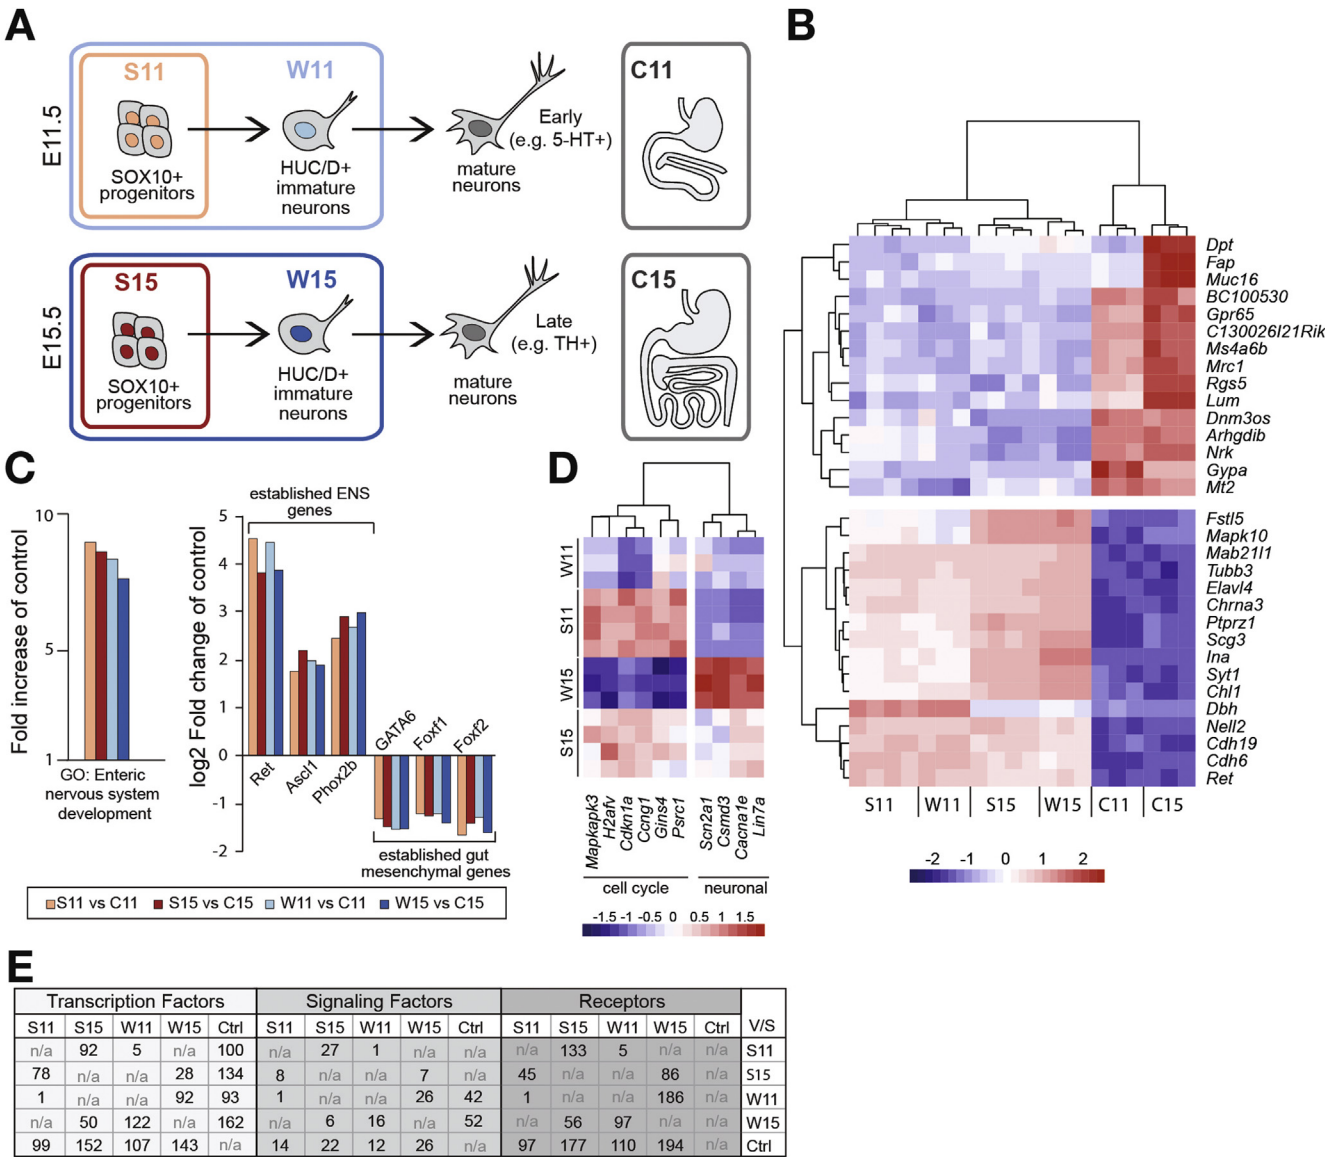 A
E11.5
S11
SOX10+
progenitors
W11
HUC/D+
immature
neurons
Early
(e.g. 5-HT+)
mature
neurons
C11
E15.5
S15
SOX10+
progenitors
W15
HUC/D+
immature
neurons
Late
(e.g. TH+)
mature
neurons
C15
B
Dpt
Fap
Muc16
BC100530
Gpr65
C130026I21Rik
Ms4a6b
Mrc1
Rgs5
Lum
Dnm3os
Arhgdib
Nrk
Gypa
Mt2
Fstl5
Mapk10
Mab21l1
Tubb3
Elavl4
Chrna3
Ptprz1
Scg3
Ina
Syt1
Chl1
Dbh
Nell2
Cdh19
Cdh6
Ret
S11 W11 S15 W15 C11 C15
-2 -1 0 1 2
C
Fold increase of control
10
5
1
GO: Enteric
nervous system
development
log2 Fold change of control
5
4
3
2
1
0
-1
-2
established ENS
genes
Ret Ascl1 Phox2b
GATA6 Foxf1 Foxf2
established gut
mesenchymal genes
S11 vs C11 S15 vs C15 W11 vs C11 W15 vs C15
D
W11
S11
W15
S15
Mapkapk3 H2afv Cdkn1a Ccng1 Gins4 Psrc1 Scn2a1 Csmd3 Cacna1e Lin7a
cell cycle neuronal
-1.5 -1 -0.5 0 0.5 1 1.5
E
Transcription Factors Signaling Factors Receptors
S11 S15 W11 W15 Ctrl S11 S15 W11 W15 Ctrl S11 S15 W11 W15 Ctrl V/S
n/a 92 5 n/a 100 n/a 27 1 n/a n/a n/a 133 5 n/a n/a S11
78 n/a n/a 28 134 8 n/a n/a 7 n/a 45 n/a n/a 86 n/a S15
1 n/a n/a 92 93 1 n/a n/a 26 42 1 n/a n/a 186 n/a W11
n/a 50 122 n/a 162 n/a 6 16 n/a 52 n/a 56 97 n/a n/a W15
99 152 107 143 n/a 14 22 12 26 n/a 97 177 110 194 n/a Ctrl